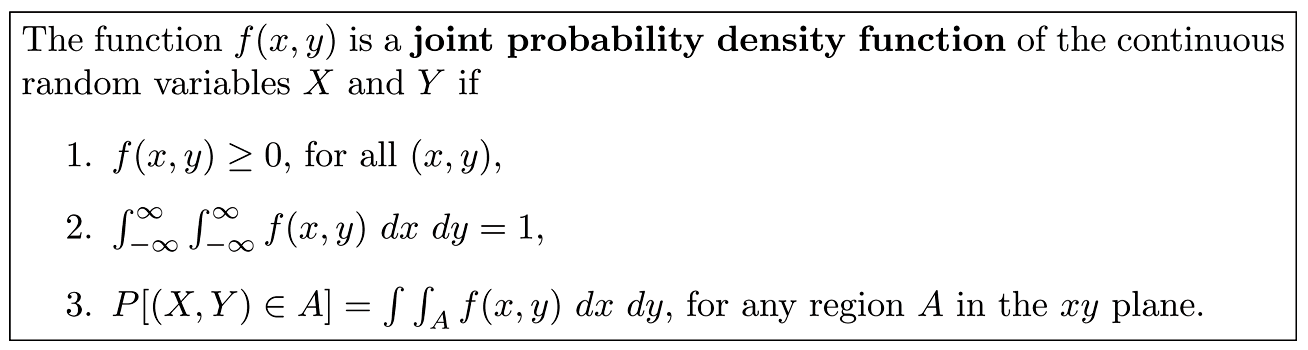 The function f(x, y) is a joint probability density function of the continuous
random variables X and Y if
1. f(x, y) ≥ 0, for all (x, y),
2. ∫_{−∞}^{∞} ∫_{−∞}^{∞} f(x, y) dx dy = 1,
3. P[(X, Y) ∈ A] = ∫ ∫_A f(x, y) dx dy, for any region A in the xy plane.